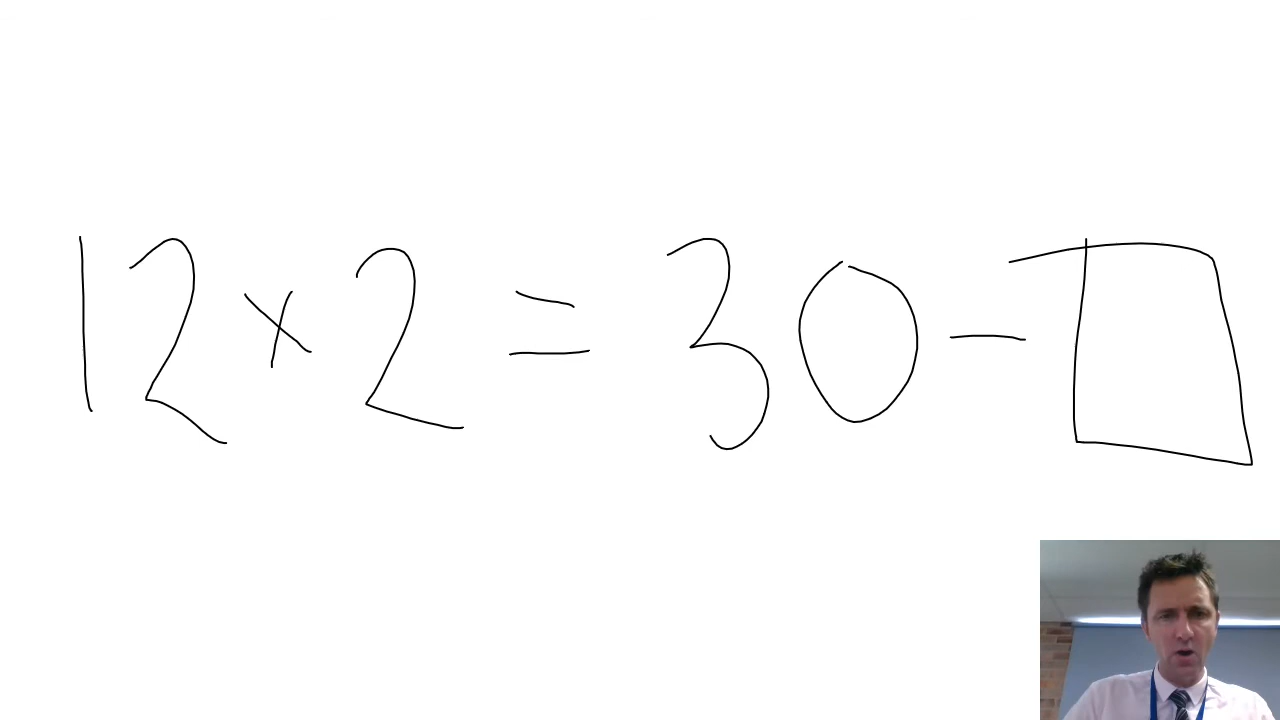 12 × 2 = 30 - □